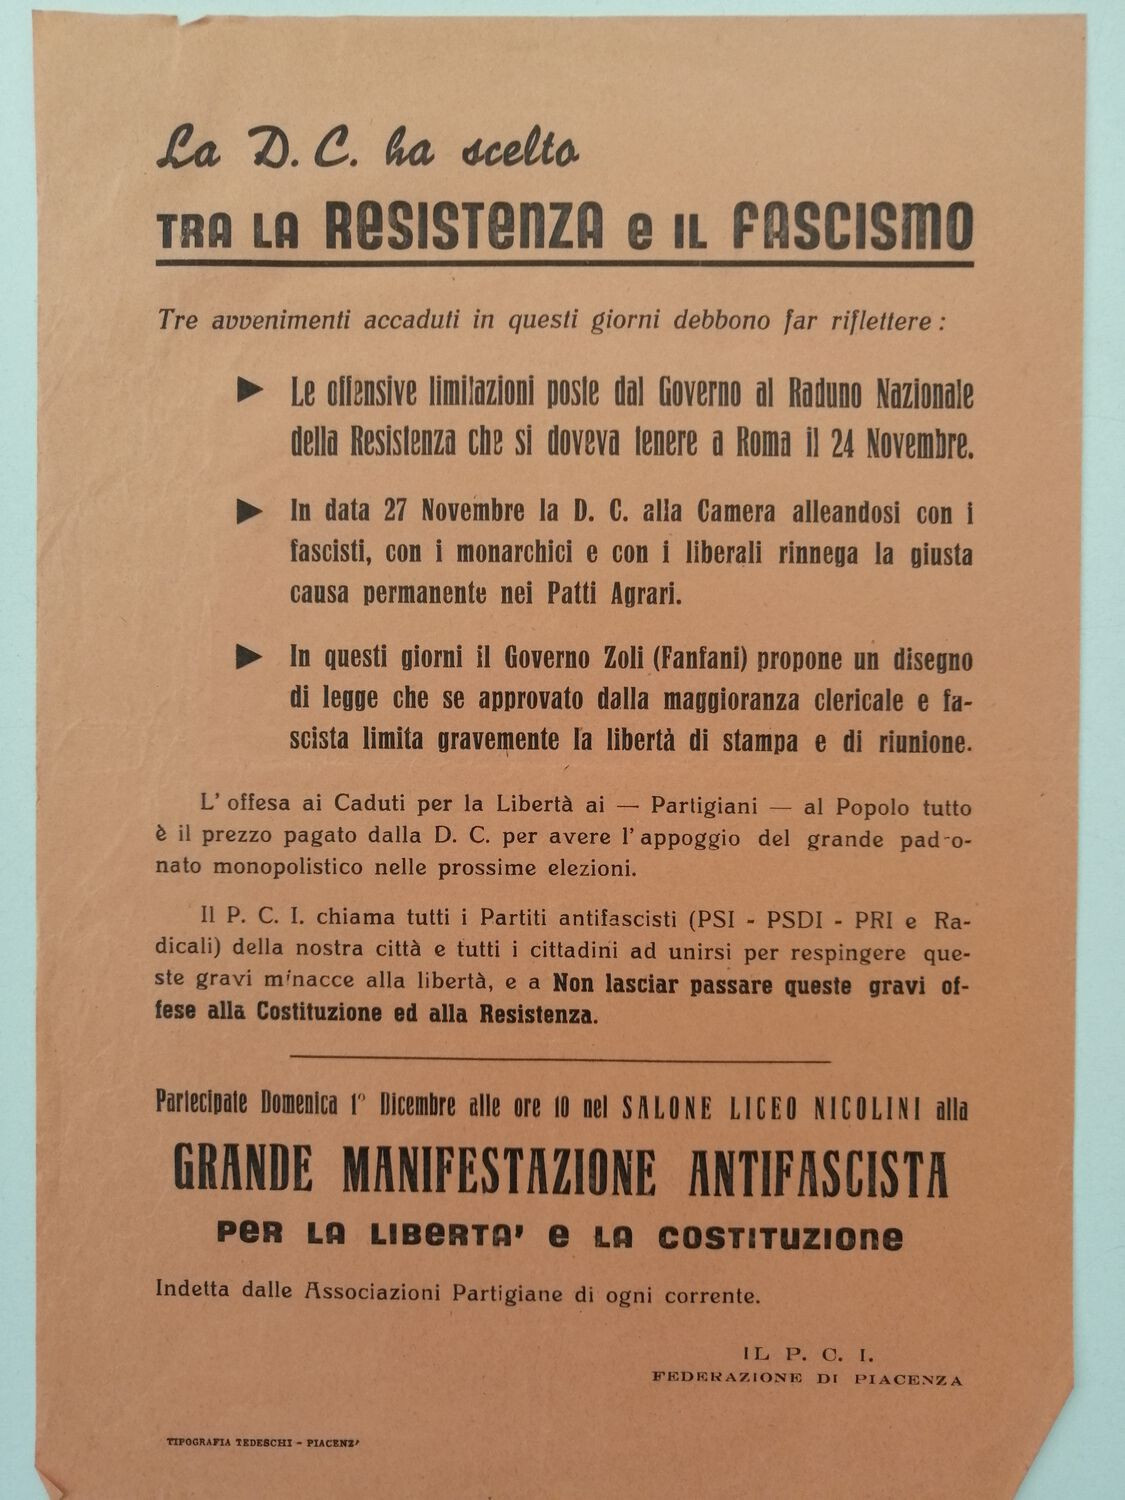 La D. C. ha scelto
TRA LA RESISTENZA E IL FASCISMO
Tre avvenimenti accaduti in questi giorni debbono far riflettere :
► Le offensive limitazioni poste dal Governo al Raduno Nazionale
della Resistenza che si doveva tenere a Roma il 24 Novembre.
► In data 27 Novembre la D. C. alla Camera alleandosi con i
fascisti, con i monarchici e con i liberali rinnega la giusta
causa permanente nei Patti Agrari.
► In questi giorni il Governo Zoli (Fanfani) propone un disegno
di legge che se approvato dalla maggioranza clericale e fa-
scista limita gravemente la libertà di stampa e di riunione.
L' offesa ai Caduti per la Libertà ai — Partigiani — al Popolo tutto
è il prezzo pagato dalla D. C. per avere l' appoggio del grande padro-
nato monopolistico nelle prossime elezioni.
Il P. C. I. chiama tutti i Partiti antifascisti (PSI - PSDI - PRI e Ra-
dicali) della nostra città e tutti i cittadini ad unirsi per respingere que-
ste gravi minacce alla libertà, e a Non lasciar passare queste gravi of-
fese alla Costituzione ed alla Resistenza.
Partecipate Domenica 1° Dicembre alle ore 10 nel SALONE LICEO NICOLINI alla
GRANDE MANIFESTAZIONE ANTIFASCISTA
PER LA LIBERTA' E LA COSTITUZIONE
Indetta dalle Associazioni Partigiane di ogni corrente.
IL P. C. I.
FEDERAZIONE DI PIACENZA
TIPOGRAFIA TEDESCHI - PIACENZA